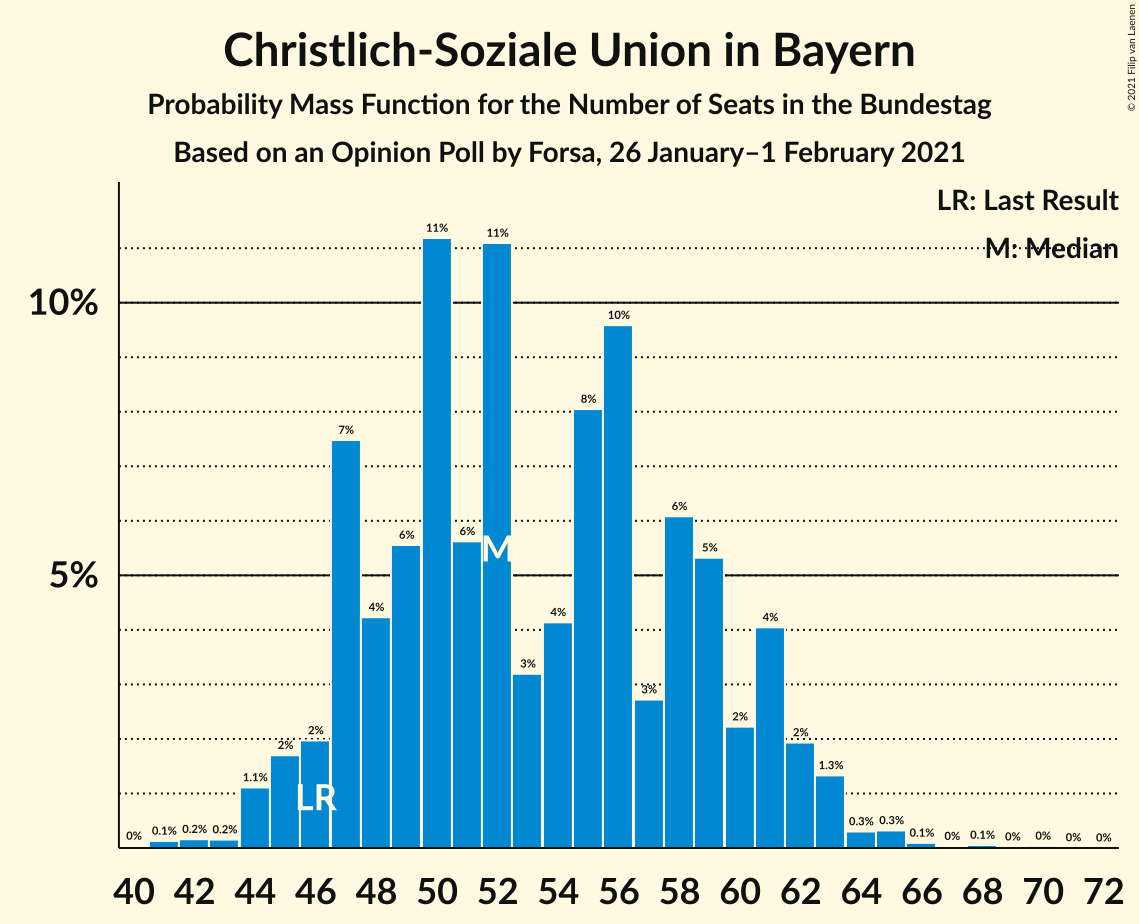 Christlich-Soziale Union in Bayern
Probability Mass Function for the Number of Seats in the Bundestag
Based on an Opinion Poll by Forsa, 26 January–1 February 2021
© 2021 Filip van Laenen
LR: Last Result
M: Median
10%
5%
0% 0.1% 0.2% 0.2% 1.1% 2% 2% 7% 4% 6% 11% 6% 11% 3% 4% 8% 10% 3% 6% 5% 2% 4% 2% 1.3% 0.3% 0.3% 0.1% 0% 0.1% 0% 0% 0% 0%
LR
M
40 42 44 46 48 50 52 54 56 58 60 62 64 66 68 70 72